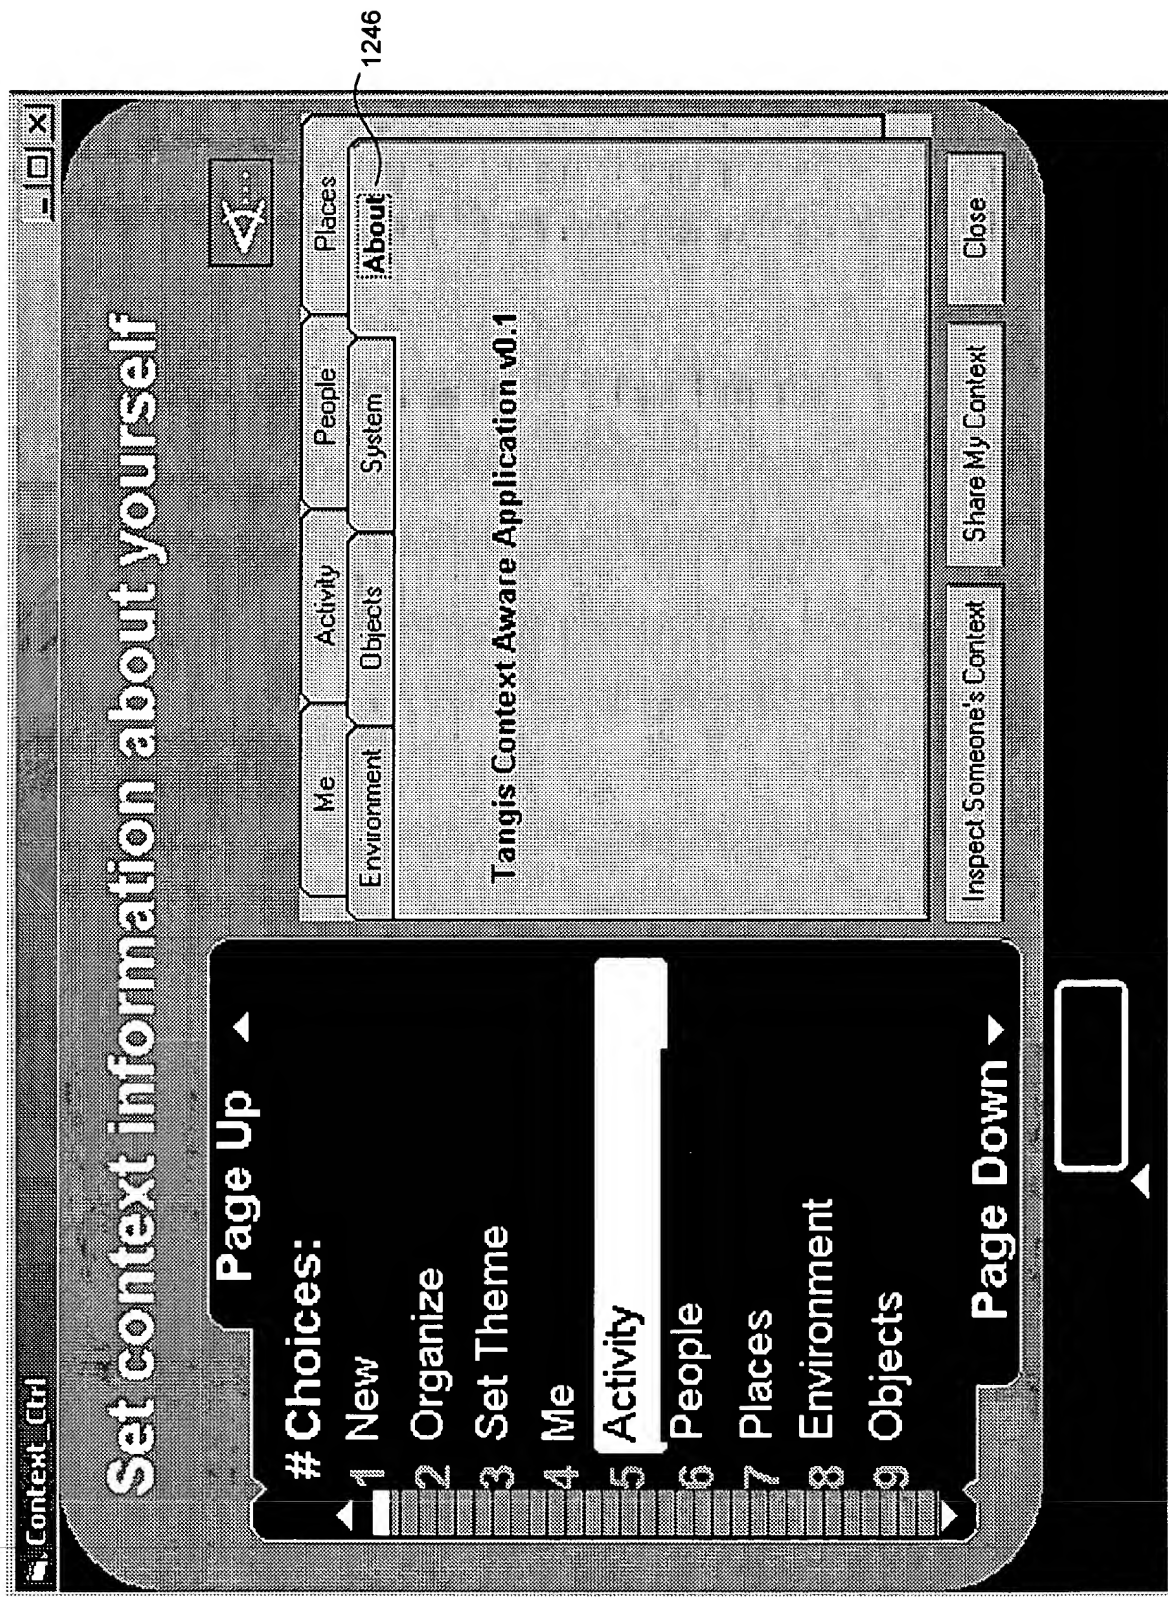 Context_Ctrl
Set context information about yourself
Page Up
# Choices:
1 New
2 Organize
3 Set Theme
4 Me
5 Activity
6 People
7 Places
8 Environment
9 Objects
Page Down
Me Activity People Places
Environment Objects System About
1246
Tangis Context Aware Application v0.1
Inspect Someone's Context Share My Context Close